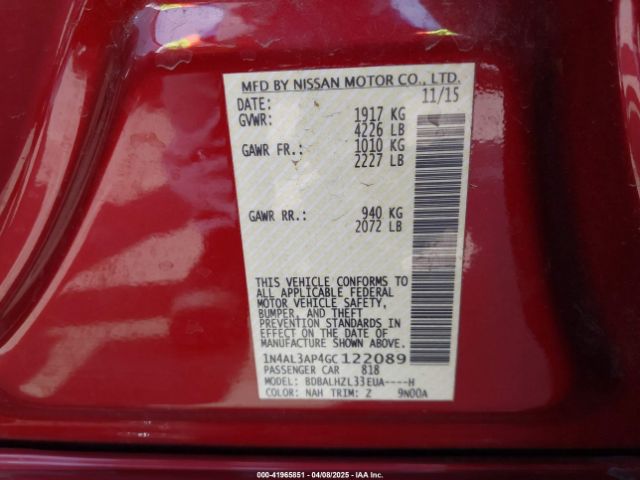 MFD BY NISSAN MOTOR CO., LTD.
DATE: 11/15
GVWR: 1917 KG
4226 LB
GAWR FR.: 1010 KG
2227 LB
GAWR RR.: 940 KG
2072 LB
THIS VEHICLE CONFORMS TO
ALL APPLICABLE FEDERAL
MOTOR VEHICLE SAFETY,
BUMPER, AND THEFT
PREVENTION STANDARDS IN
EFFECT ON THE DATE OF
MANUFACTURE SHOWN ABOVE.
1N4AL3AP4GC122089
PASSENGER CAR 818
MODEL: BDBALHZL33EUA----H
COLOR: NAH TRIM: Z 9N00A
00-41965851 - 04/08/2025 - IAA Inc.